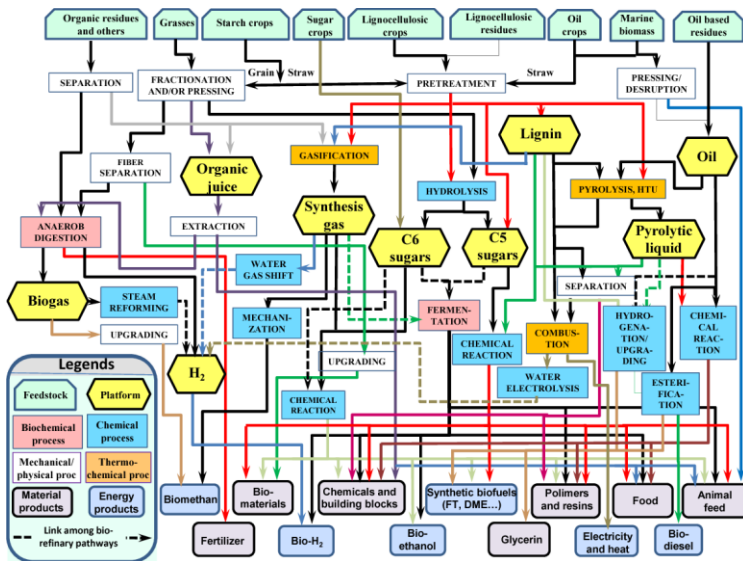 Organic residues
and others
Grasses
Starch crops
Sugar
crops
Lignocellulosic
crops
Lignocellulosic
residues
Oil
crops
Marine
biomass
Oil based
residues
Grain
Straw
Straw
SEPARATION
FRACTIONATION
AND/OR PRESSING
PRETREATMENT
PRESSING/
DESRUPTION
FIBER
SEPARATION
Organic
juice
GASIFICATION
Lignin
Oil
HYDROLYSIS
PYROLYSIS, HTU
ANAEROB
DIGESTION
EXTRACTION
Synthesis
gas
C6
sugars
C5
sugars
Pyrolytic
liquid
WATER
GAS SHIFT
SEPARATION
Biogas
STEAM
REFORMING
MECHANI-
ZATION
FERMEN-
TATION
CHEMICAL
REACTION
COMBUS-
TION
HYDRO-
GENATION/
UPGRA-
DING
CHEMI-
CAL REAC-
TION
UPGRADING
H2
UPGRADING
WATER
ELECTROLYSIS
CHEMICAL
REACTION
ESTERI-
FICA-
TION
Legends
Feedstock
Platform
Biochemical
process
Chemical
process
Mechanical/
physical proc
Thermo-
chemical proc
Material
products
Energy
products
Link among bio-
refinary pathways
Biomethan
Bio-
materials
Chemicals and
building blocks
Synthetic biofuels
(FT, DME...)
Polimers
and resins
Food
Animal
feed
Fertilizer
Bio-H2
Bio-
ethanol
Glycerin
Electricity
and heat
Bio-
diesel